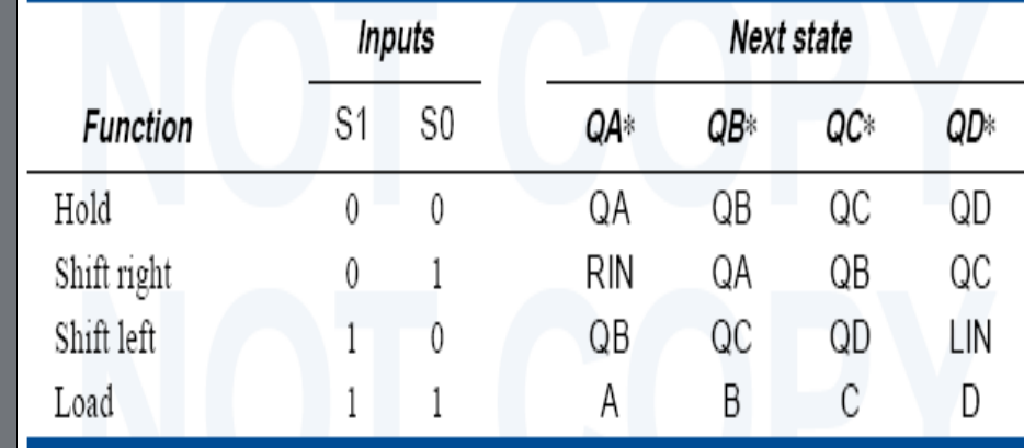 Inputs Next state
Function S1 S0 QA* QB* QC* QD*
Hold 0 0 QA QB QC QD
Shift right 0 1 RIN QA QB QC
Shift left 1 0 QB QC QD LIN
Load 1 1 A B C D
NOT COPY
NOT COPY